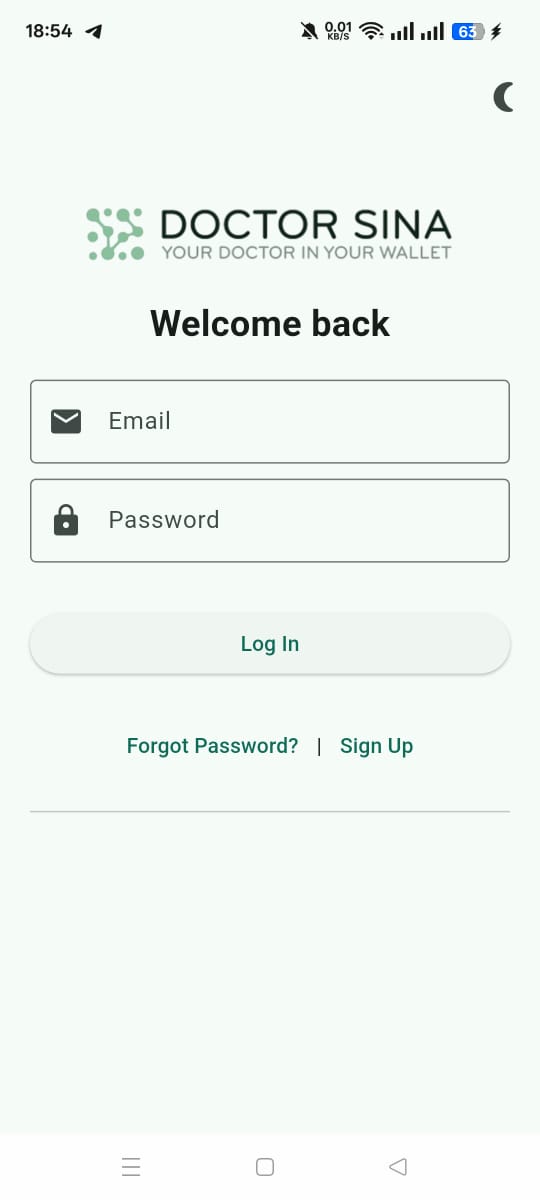 18:54
0.01
KB/S
63
DOCTOR SINA
YOUR DOCTOR IN YOUR WALLET
Welcome back
Email
Password
Log In
Forgot Password? | Sign Up